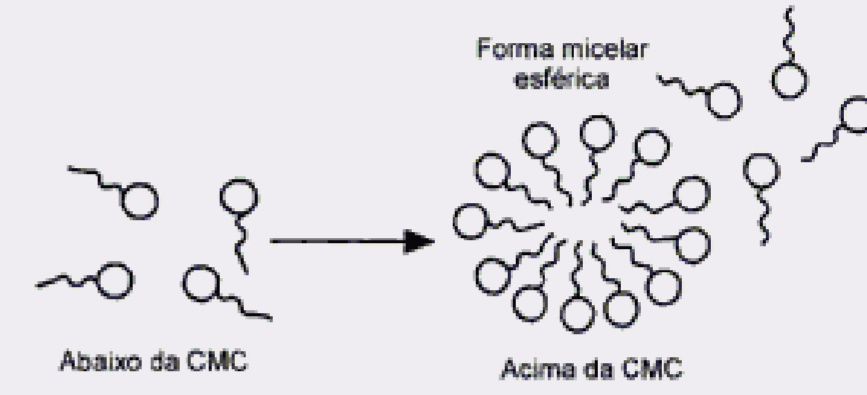 Forma micelar
esférica
Abaixo da CMC
Acima da CMC